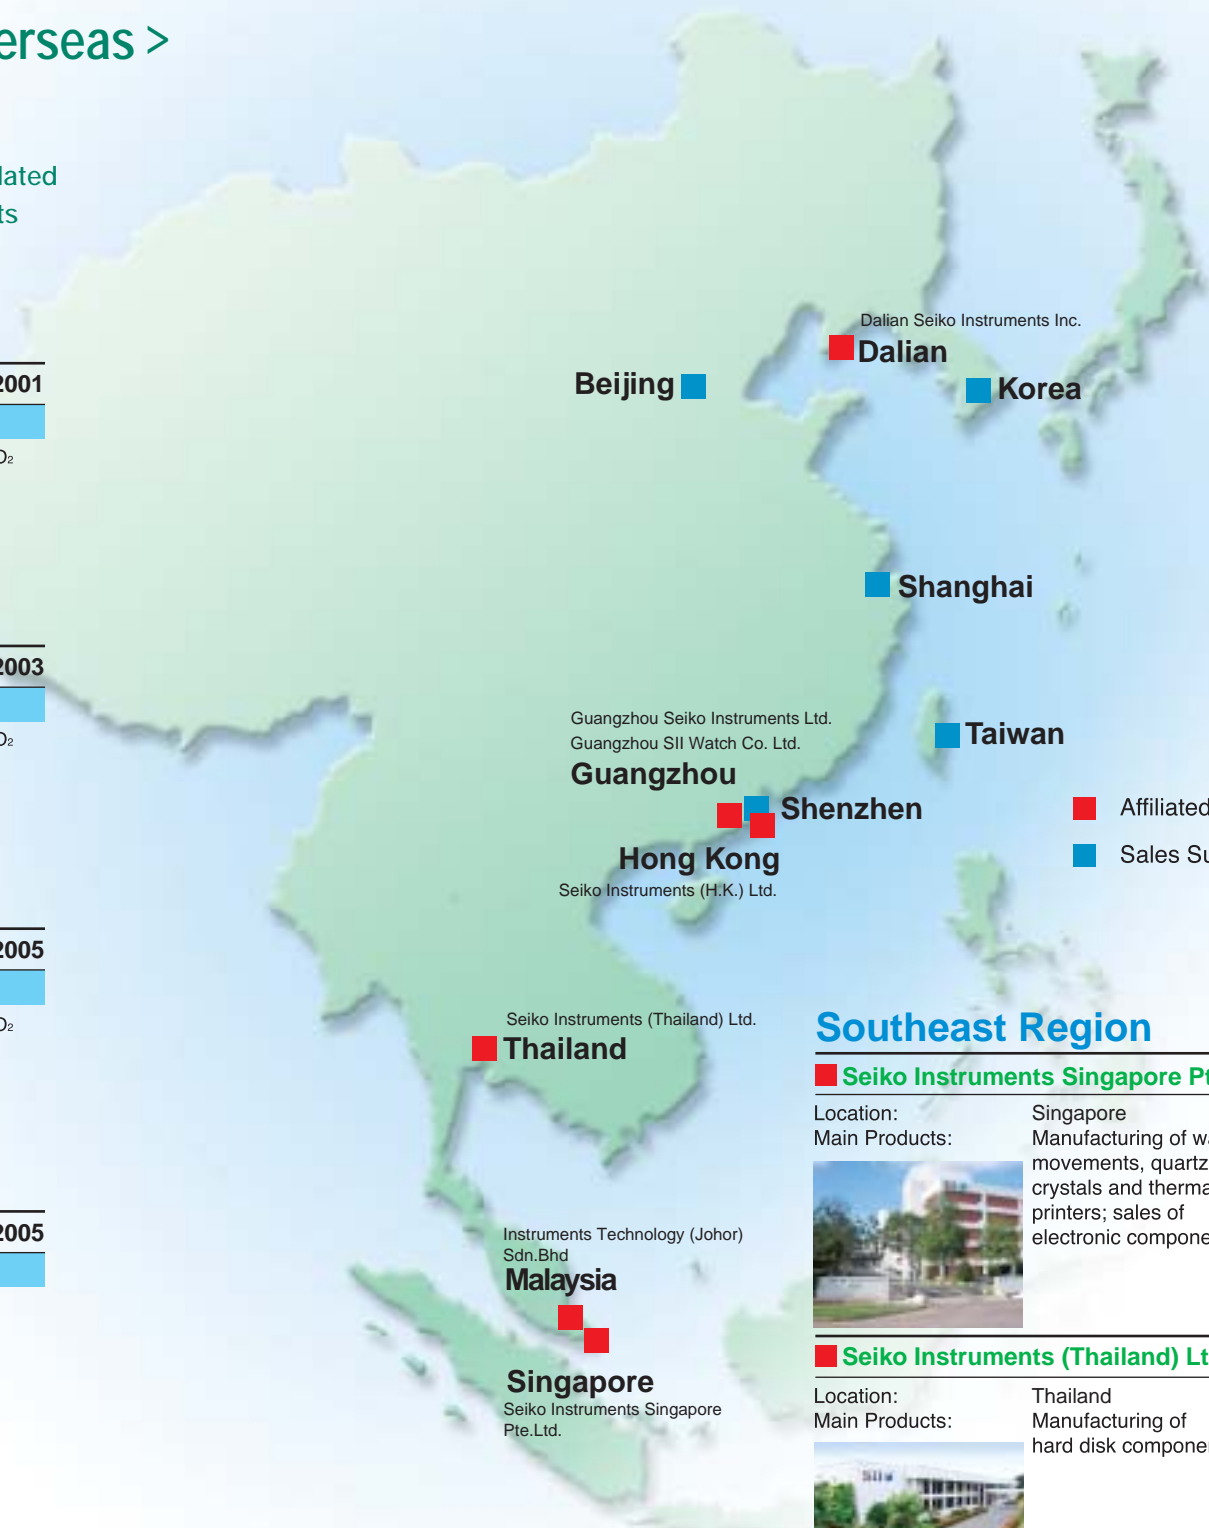 erseas >
lated
ts
2001
O₂
2003
O₂
2005
O₂
2005
Dalian Seiko Instruments Inc.
Dalian
Beijing
Korea
Shanghai
Guangzhou Seiko Instruments Ltd.
Guangzhou SII Watch Co. Ltd.
Guangzhou
Taiwan
Shenzhen
Hong Kong
Seiko Instruments (H.K.) Ltd.
Affiliated
Sales Su
Seiko Instruments (Thailand) Ltd.
Thailand
Instruments Technology (Johor)
Sdn.Bhd
Malaysia
Singapore
Seiko Instruments Singapore
Pte.Ltd.
Southeast Region
Seiko Instruments Singapore Pt
Location: Singapore
Main Products: Manufacturing of wa
movements, quartz
crystals and therma
printers; sales of
electronic compone
Seiko Instruments (Thailand) Lt
Location: Thailand
Main Products: Manufacturing of
hard disk compone